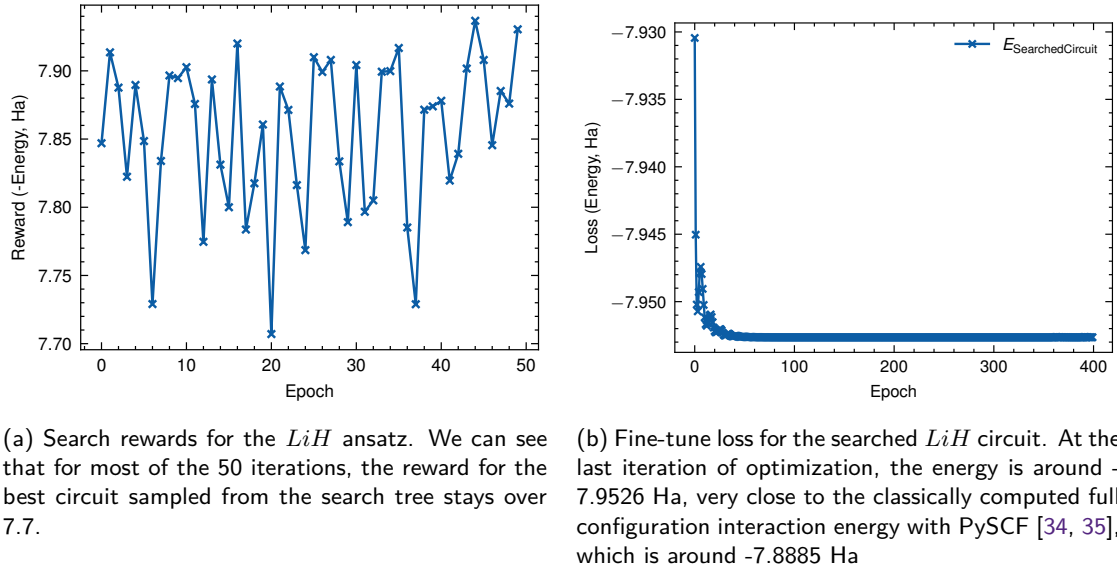 7.90
7.85
7.80
7.75
7.70
Reward (-Energy, Ha)
0 10 20 30 40 50
Epoch
−7.930
−7.935
−7.940
−7.945
−7.950
Loss (Energy, Ha)
E_SearchedCircuit
0 100 200 300 400
Epoch
(a) Search rewards for the LiH ansatz. We can see
that for most of the 50 iterations, the reward for the
best circuit sampled from the search tree stays over
7.7.
(b) Fine-tune loss for the searched LiH circuit. At the
last iteration of optimization, the energy is around -
7.9526 Ha, very close to the classically computed full
configuration interaction energy with PySCF [34, 35],
which is around -7.8885 Ha